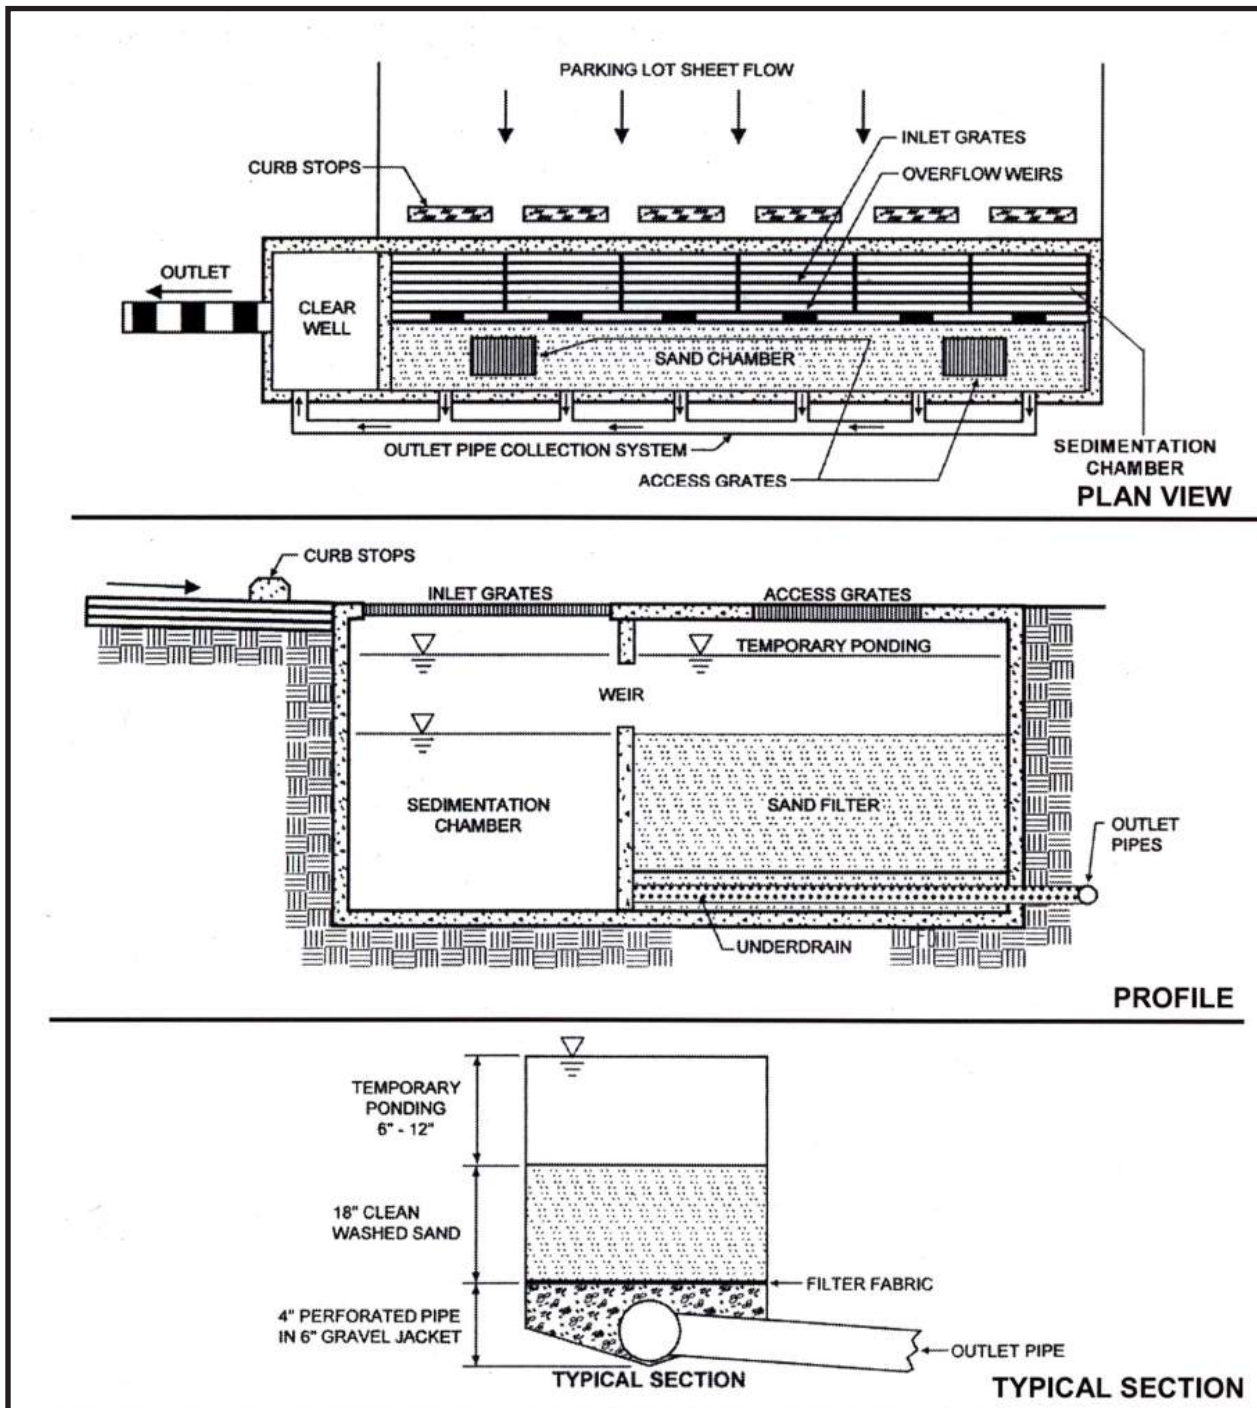 PARKING LOT SHEET FLOW
INLET GRATES
CURB STOPS
OVERFLOW WEIRS
OUTLET
CLEAR
WELL
SAND CHAMBER
OUTLET PIPE COLLECTION SYSTEM
SEDIMENTATION
CHAMBER
ACCESS GRATES
PLAN VIEW
CURB STOPS
INLET GRATES
ACCESS GRATES
TEMPORARY PONDING
WEIR
SEDIMENTATION
CHAMBER
SAND FILTER
OUTLET
PIPES
UNDERDRAIN
PROFILE
TEMPORARY
PONDING
6" - 12"
18" CLEAN
WASHED SAND
FILTER FABRIC
4" PERFORATED PIPE
IN 6" GRAVEL JACKET
OUTLET PIPE
TYPICAL SECTION
TYPICAL SECTION